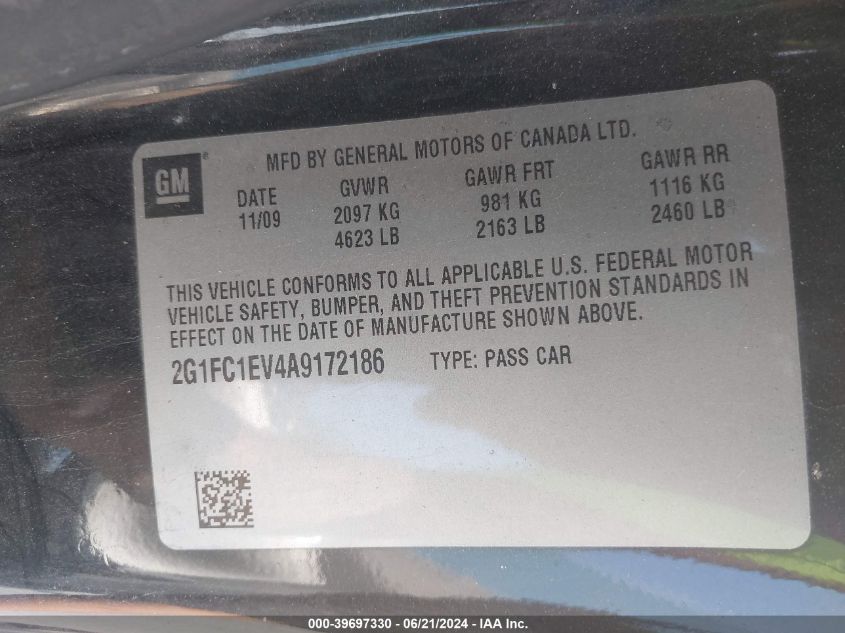 GM ®
MFD BY GENERAL MOTORS OF CANADA LTD.
DATE GVWR GAWR FRT GAWR RR
11/09 2097 KG 981 KG 1116 KG
4623 LB 2163 LB 2460 LB
THIS VEHICLE CONFORMS TO ALL APPLICABLE U.S. FEDERAL MOTOR
VEHICLE SAFETY, BUMPER, AND THEFT PREVENTION STANDARDS IN
EFFECT ON THE DATE OF MANUFACTURE SHOWN ABOVE.
2G1FC1EV4A9172186 TYPE: PASS CAR
000-39697330 - 06/21/2024 - IAA Inc.